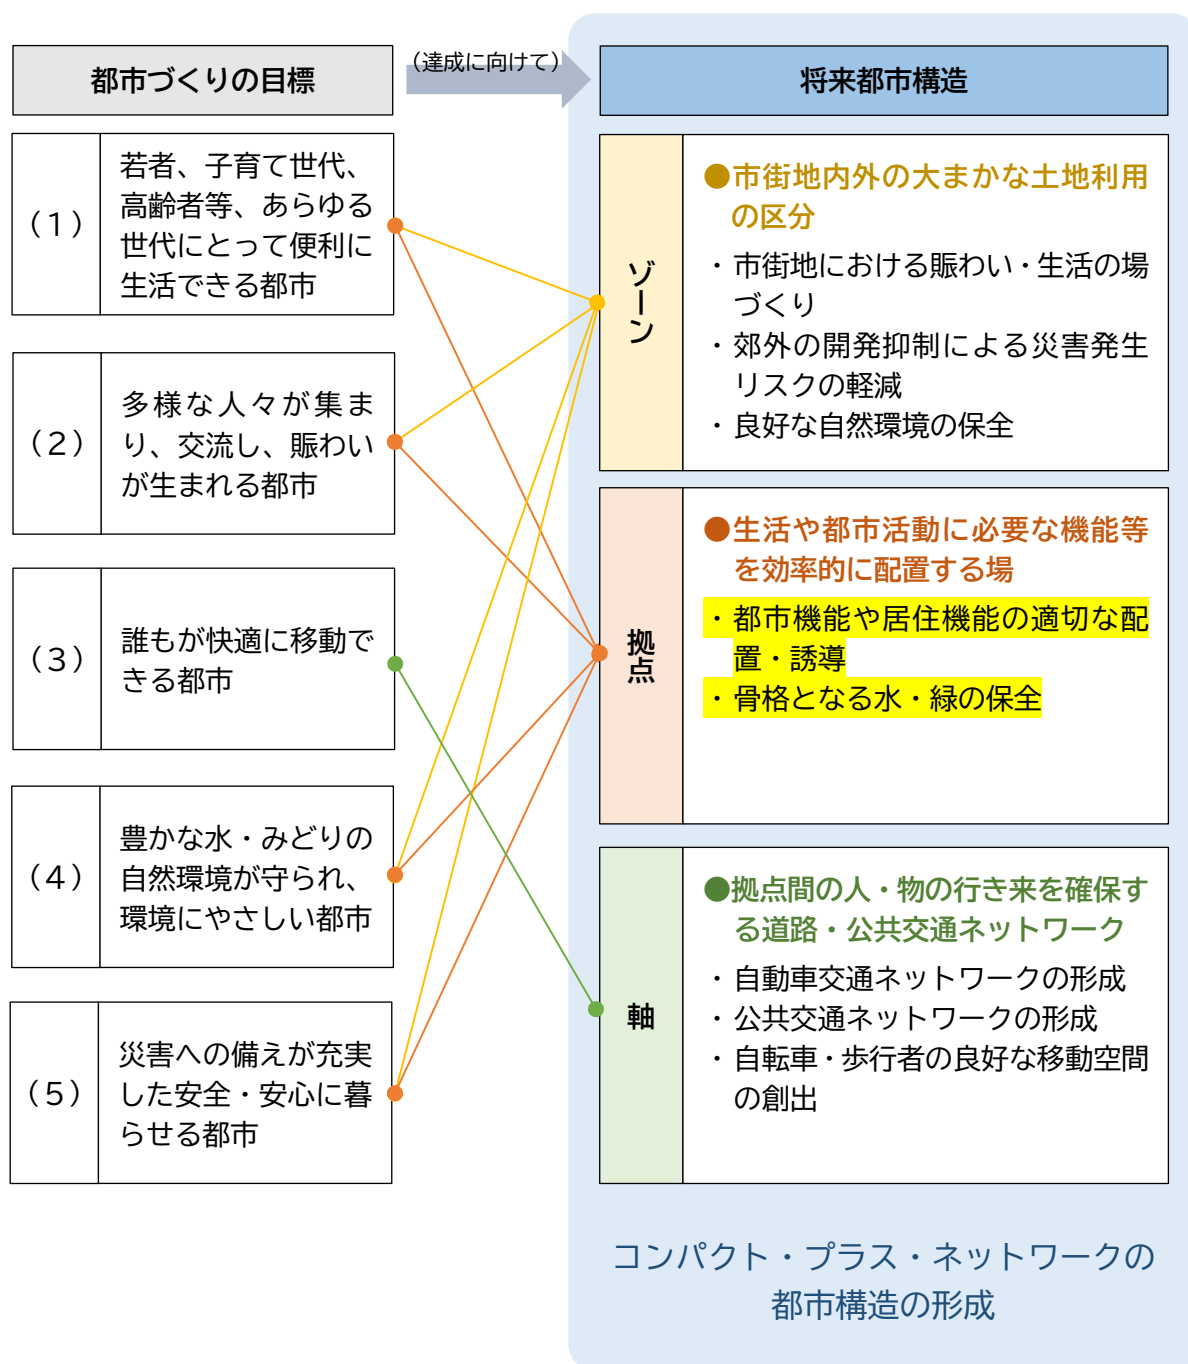 都市づくりの目標
（達成に向けて）
将来都市構造
（1）
若者、子育て世代、
高齢者等、あらゆる
世代にとって便利に
生活できる都市
（2）
多様な人々が集ま
り、交流し、賑わい
が生まれる都市
（3）
誰もが快適に移動で
きる都市
（4）
豊かな水・みどりの
自然環境が守られ、
環境にやさしい都市
（5）
災害への備えが充実
した安全・安心に暮
らせる都市
ゾーン
●市街地内外の大まかな土地利用
の区分
・市街地における賑わい・生活の場
づくり
・郊外の開発抑制による災害発生
リスクの軽減
・良好な自然環境の保全
拠点
●生活や都市活動に必要な機能等
を効率的に配置する場
・都市機能や居住機能の適切な配
置・誘導
・骨格となる水・緑の保全
軸
●拠点間の人・物の行き来を確保す
る道路・公共交通ネットワーク
・自動車交通ネットワークの形成
・公共交通ネットワークの形成
・自転車・歩行者の良好な移動空間
の創出
コンパクト・プラス・ネットワークの
都市構造の形成